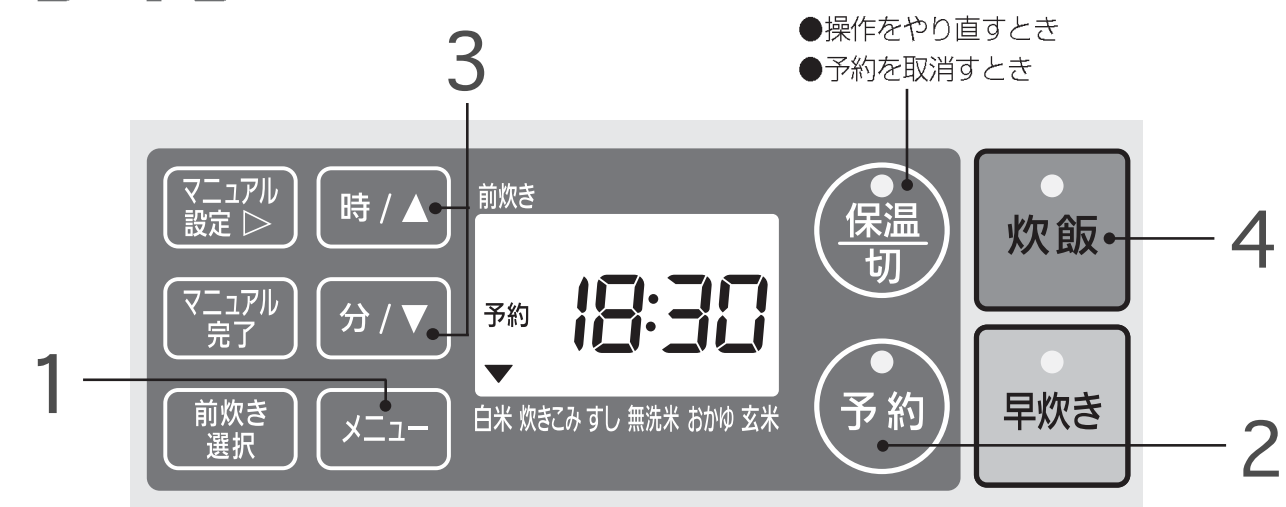 ●操作をやり直すとき
●予約を取消すとき
3
マニュアル
設定 ▷
時 / ▲
前炊き
保温
切
炊飯
4
マニュアル
完了
分 / ▼
予約
18:30
1
前炊き
選択
メニュー
白米 炊きこみ すし 無洗米 おかゆ 玄米
予約
早炊き
2